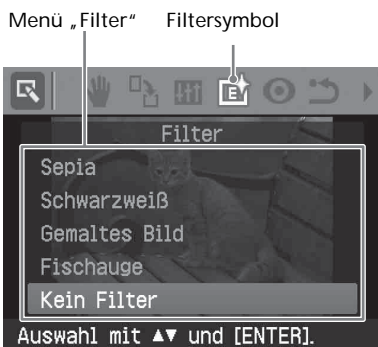 Menü „Filter“ Filtersymbol
E
Filter
Sepia
Schwarzweiß
Gemaltes Bild
Fischauge
Kein Filter
Auswahl mit ▲▼ und [ENTER].